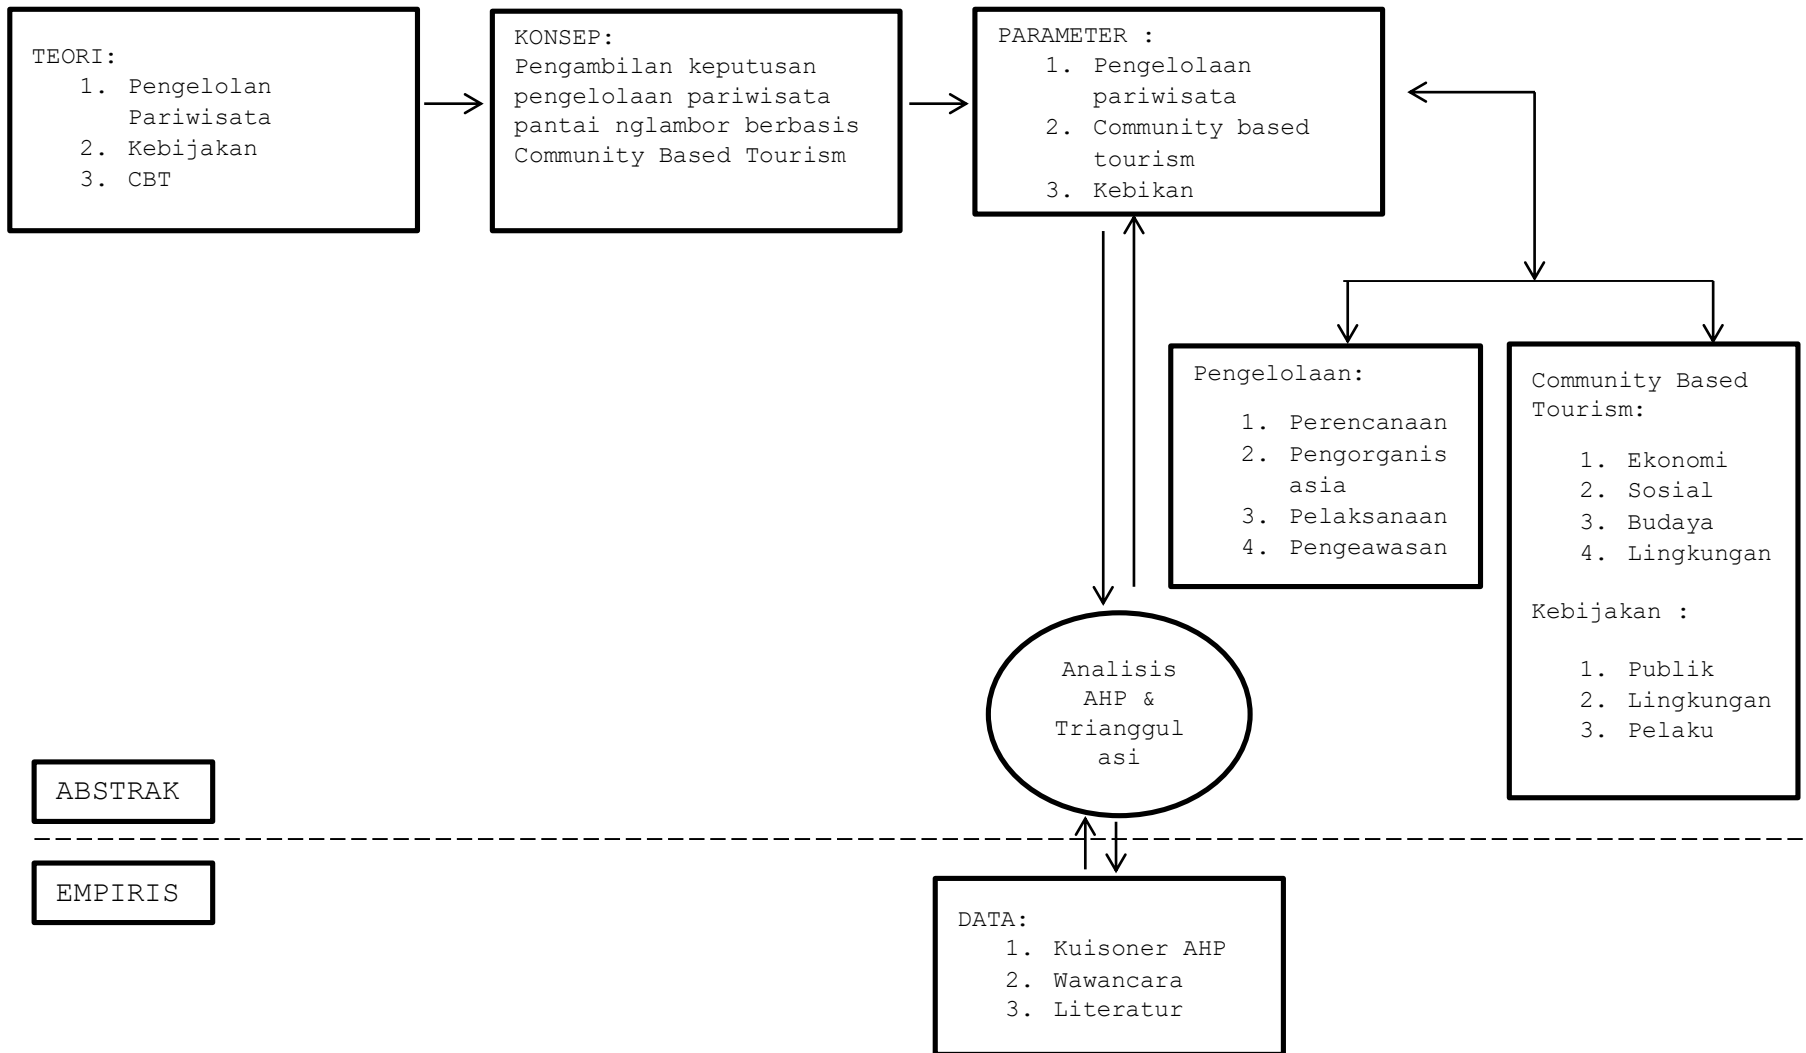 TEORI:
1. Pengelolan
Pariwisata
2. Kebijakan
3. CBT
KONSEP:
Pengambilan keputusan
pengelolaan pariwisata
pantai nglambor berbasis
Community Based Tourism
PARAMETER :
1. Pengelolaan
pariwisata
2. Community based
tourism
3. Kebikan
Pengelolaan:
1. Perencanaan
2. Pengorganis
asia
3. Pelaksanaan
4. Pengeawasan
Community Based
Tourism:
1. Ekonomi
2. Sosial
3. Budaya
4. Lingkungan
Kebijakan :
1. Publik
2. Lingkungan
3. Pelaku
Analisis
AHP &
Trianggul
asi
ABSTRAK
EMPIRIS
DATA:
1. Kuisoner AHP
2. Wawancara
3. Literatur